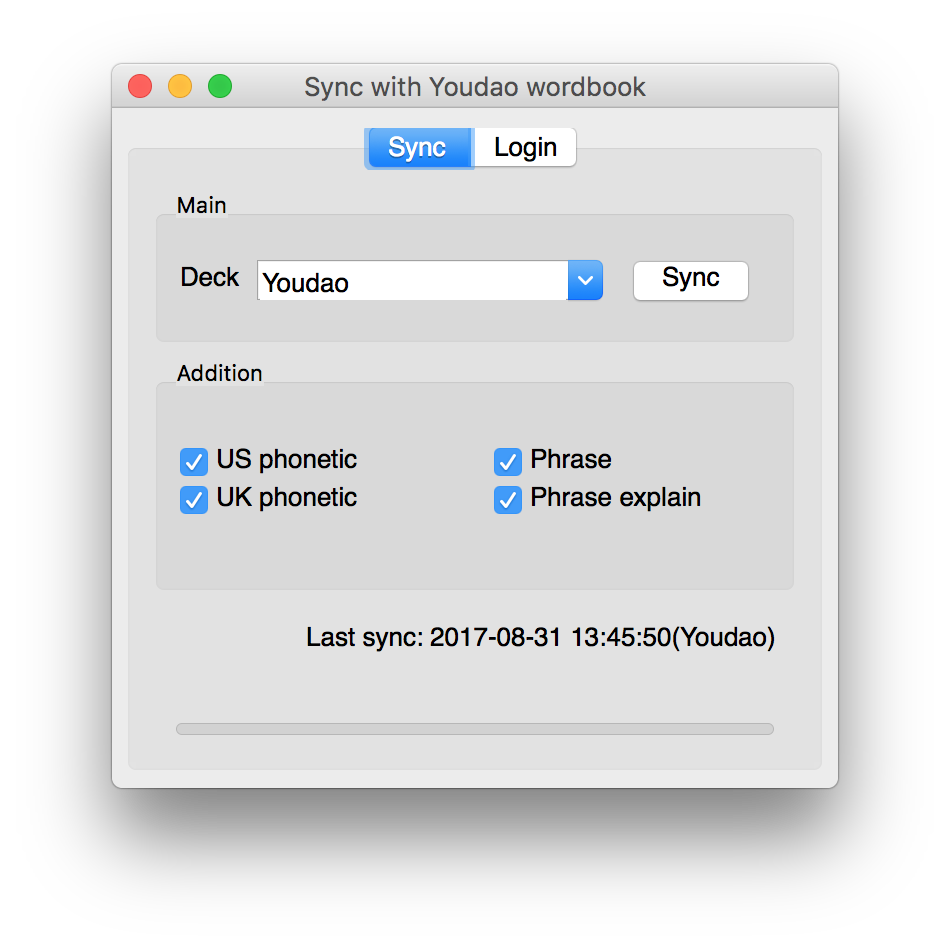 Sync with Youdao wordbook
Sync Login
Main
Deck Youdao Sync
Addition
US phonetic Phrase
UK phonetic Phrase explain
Last sync: 2017-08-31 13:45:50(Youdao)